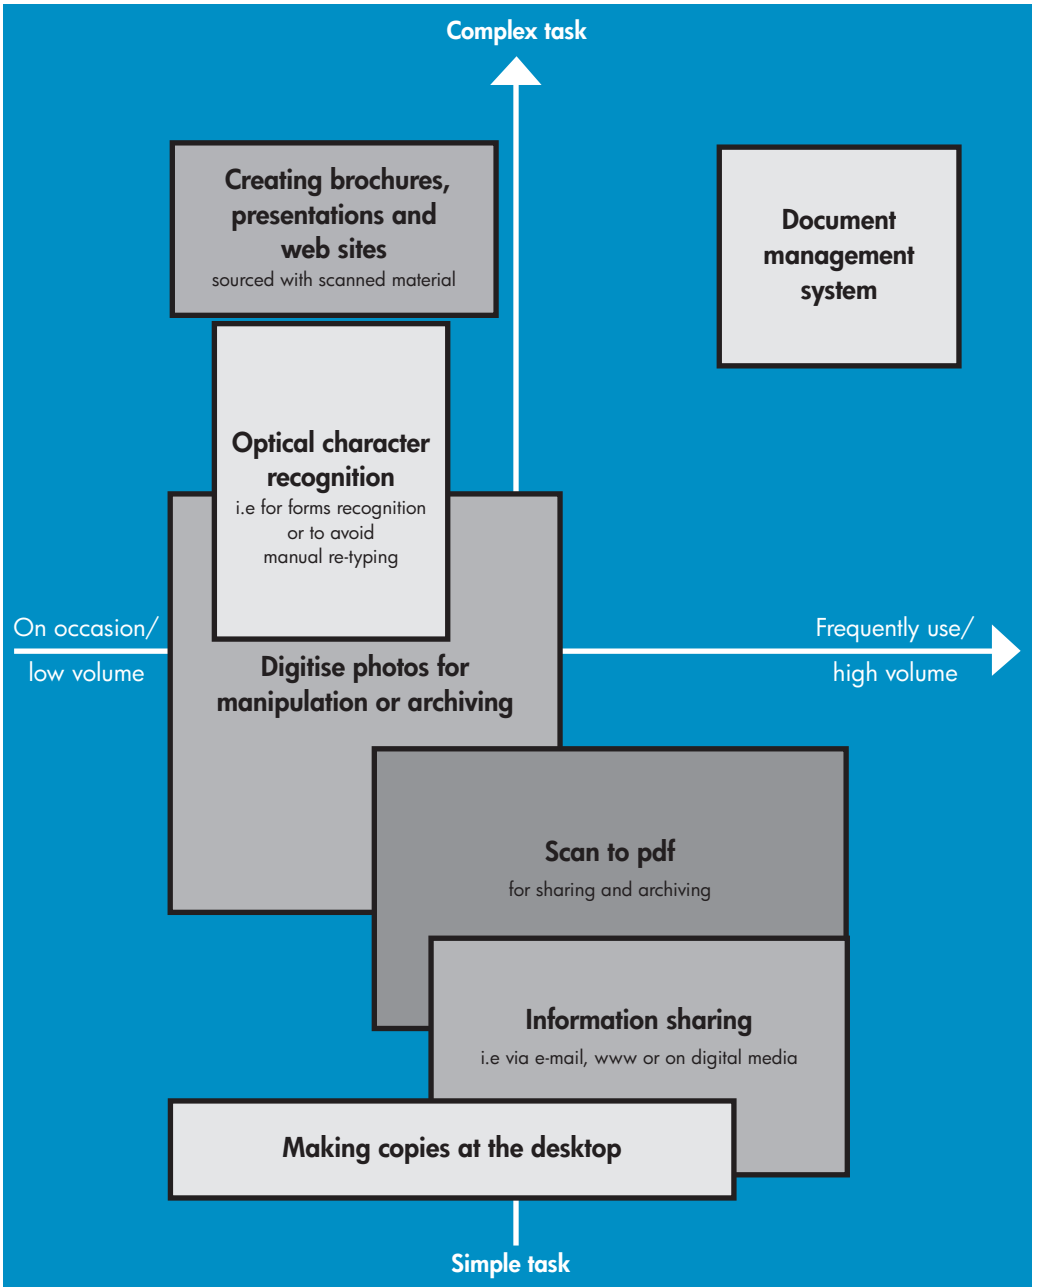 Complex task
Creating brochures,
presentations and
web sites
sourced with scanned material
Document
management
system
Optical character
recognition
i.e for forms recognition
or to avoid
manual re-typing
On occasion/
low volume
Frequently use/
high volume
Digitise photos for
manipulation or archiving
Scan to pdf
for sharing and archiving
Information sharing
i.e via e-mail, www or on digital media
Making copies at the desktop
Simple task